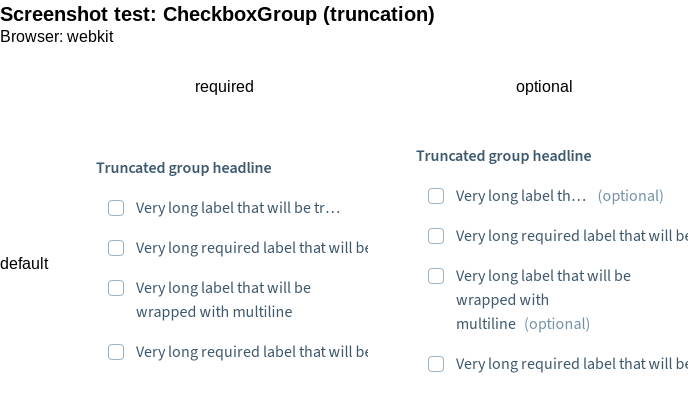 Screenshot test: CheckboxGroup (truncation)
Browser: webkit
required
optional
default
Truncated group headline
Very long label that will be tr…
Very long required label that will be
Very long label that will be
wrapped with multiline
Very long required label that will be
Truncated group headline
Very long label th… (optional)
Very long required label that will be
Very long label that will be
wrapped with
multiline (optional)
Very long required label that will be